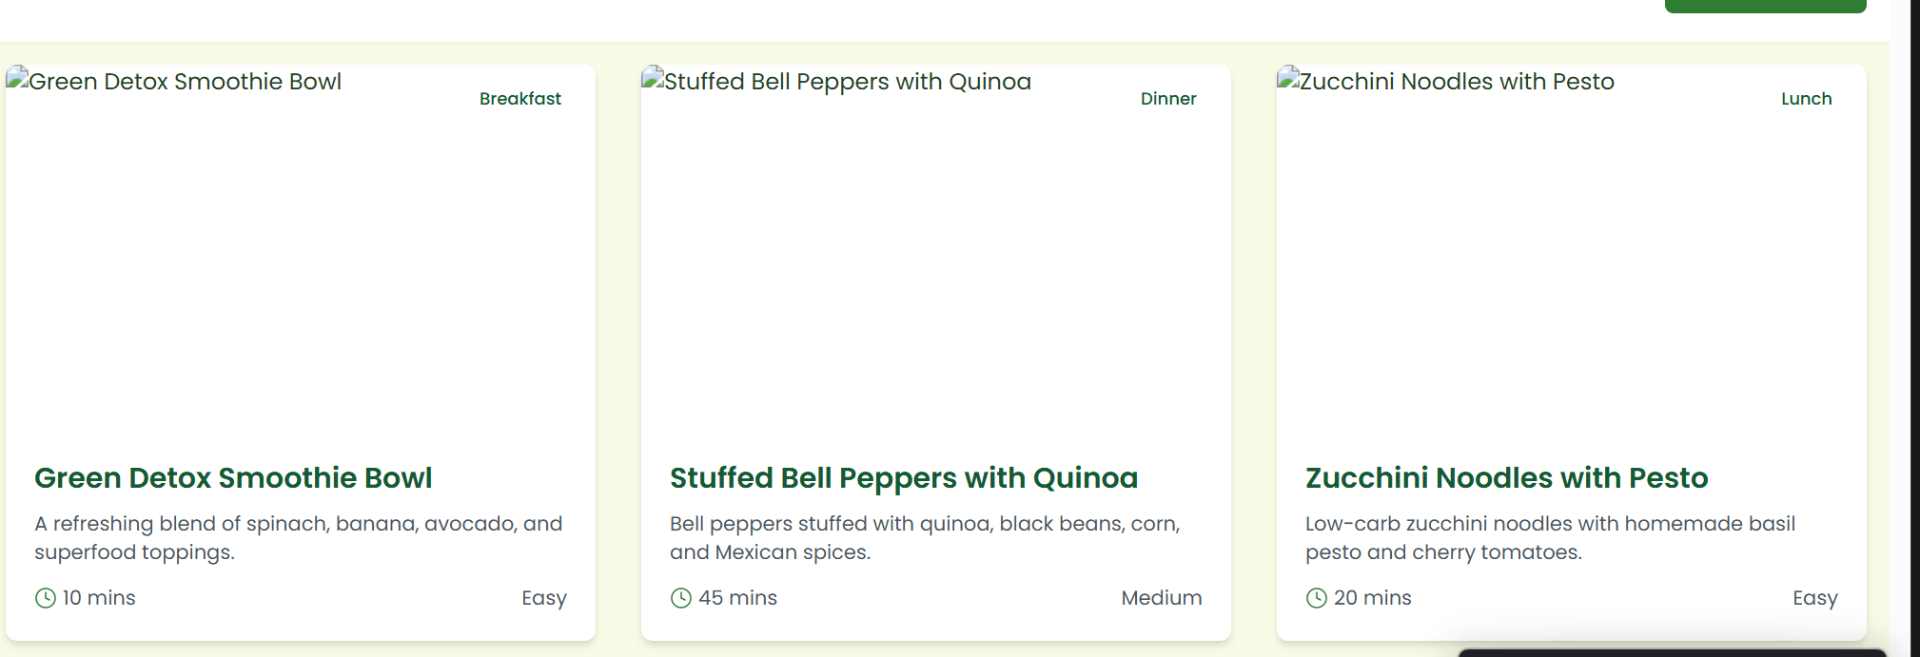 Green Detox Smoothie Bowl
Breakfast
Green Detox Smoothie Bowl
A refreshing blend of spinach, banana, avocado, and
superfood toppings.
10 mins
Easy
Stuffed Bell Peppers with Quinoa
Dinner
Stuffed Bell Peppers with Quinoa
Bell peppers stuffed with quinoa, black beans, corn,
and Mexican spices.
45 mins
Medium
Zucchini Noodles with Pesto
Lunch
Zucchini Noodles with Pesto
Low-carb zucchini noodles with homemade basil
pesto and cherry tomatoes.
20 mins
Easy